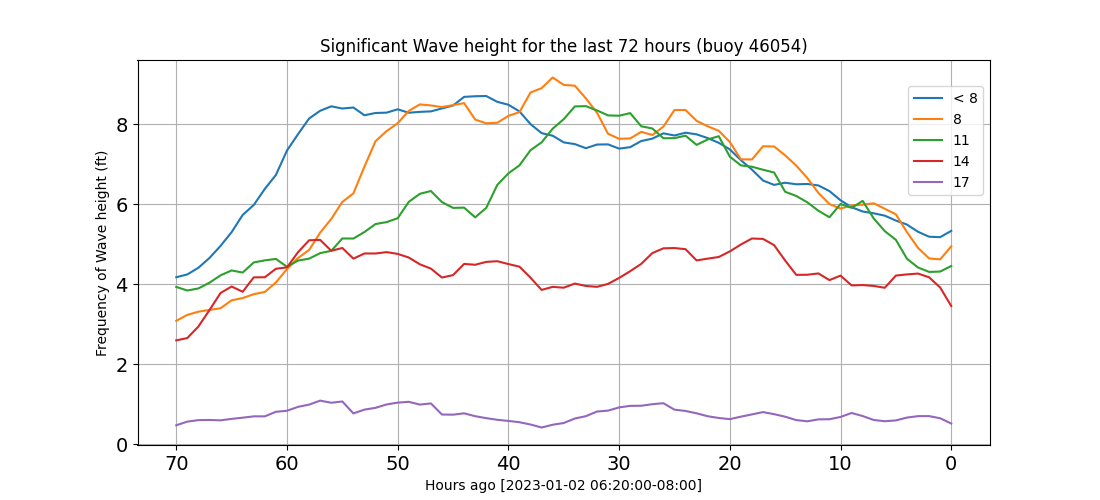 Significant Wave height for the last 72 hours (buoy 46054)
Frequency of Wave height (ft)
8
6
4
2
0
< 8
8
11
14
17
70 60 50 40 30 20 10 0
Hours ago [2023-01-02 06:20:00-08:00]